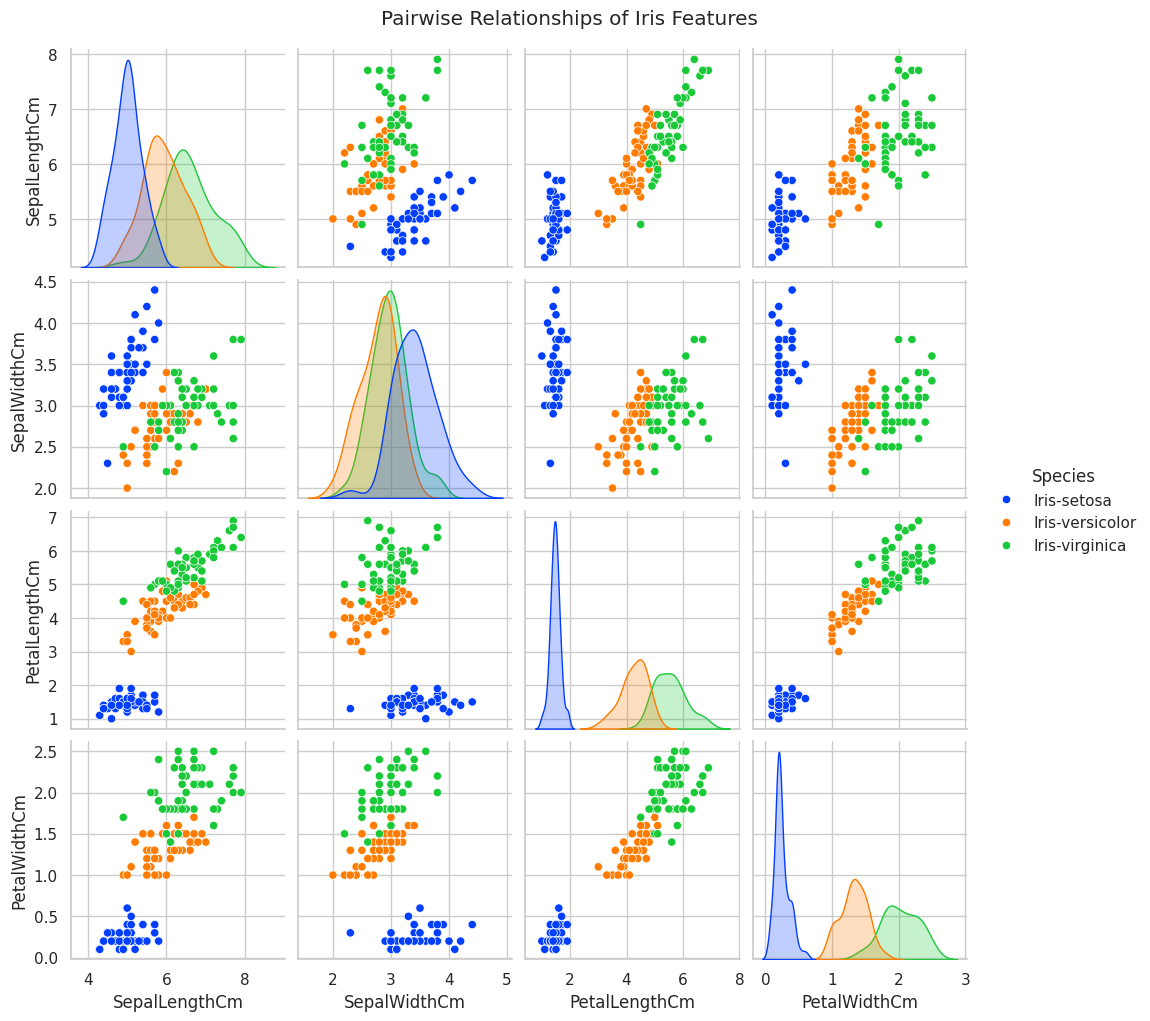 Pairwise Relationships of Iris Features
8
7
6
5
SepalLengthCm
4.5
4.0
3.5
3.0
2.5
2.0
SepalWidthCm
Species
Iris-setosa
Iris-versicolor
Iris-virginica
7
6
5
4
3
2
1
PetalLengthCm
2.5
2.0
1.5
1.0
0.5
0.0
PetalWidthCm
4 6 8 2 3 4 5 2 4 6 8 0 1 2 3
SepalLengthCm SepalWidthCm PetalLengthCm PetalWidthCm